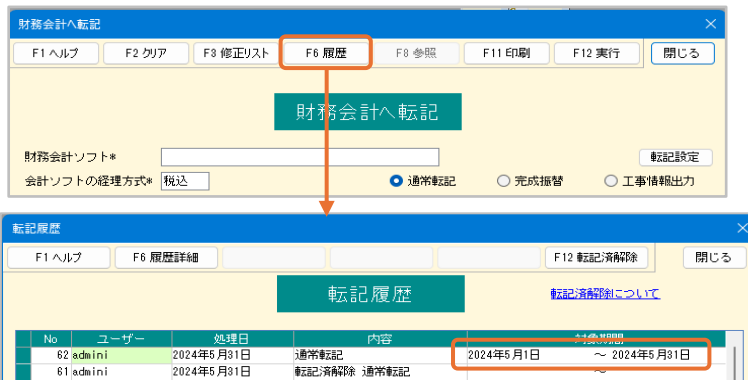 財務会計へ転記
F1 ヘルプ F2 クリア F3 修正リスト F6 履歴 F8 参照 F11 印刷 F12 実行 閉じる
財務会計へ転記
財務会計ソフト* 転記設定
会計ソフトの経理方式* 税込 通常転記 完成振替 工事情報出力
転記履歴
F1 ヘルプ F6 履歴詳細 F12 転記済解除 閉じる
転記履歴 転記済解除について
No ユーザー 処理日 内容 対象期間
62 admini 2024年5月31日 通常転記 2024年5月1日 ～ 2024年5月31日
61 admini 2024年5月31日 転記済解除 通常転記 ～